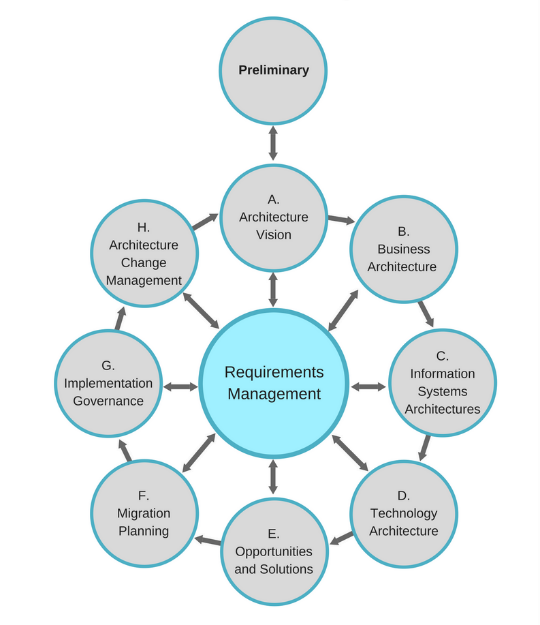 Preliminary
A.
Architecture
Vision
B.
Business
Architecture
C.
Information
Systems
Architectures
D.
Technology
Architecture
E.
Opportunities
and Solutions
F.
Migration
Planning
G.
Implementation
Governance
H.
Architecture
Change
Management
Requirements
Management